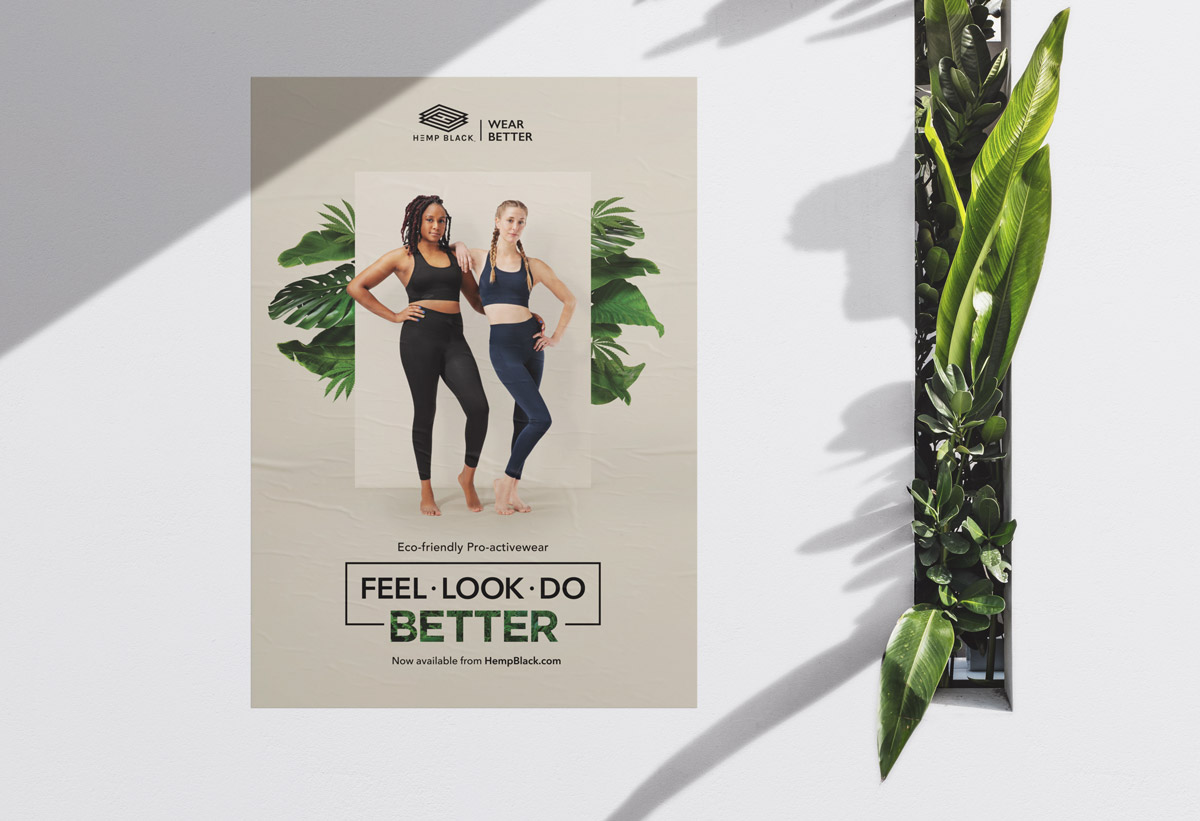 HEMP BLACK
WEAR
BETTER
Eco-friendly Pro-activewear
FEEL·LOOK·DO
BETTER
Now available from HempBlack.com